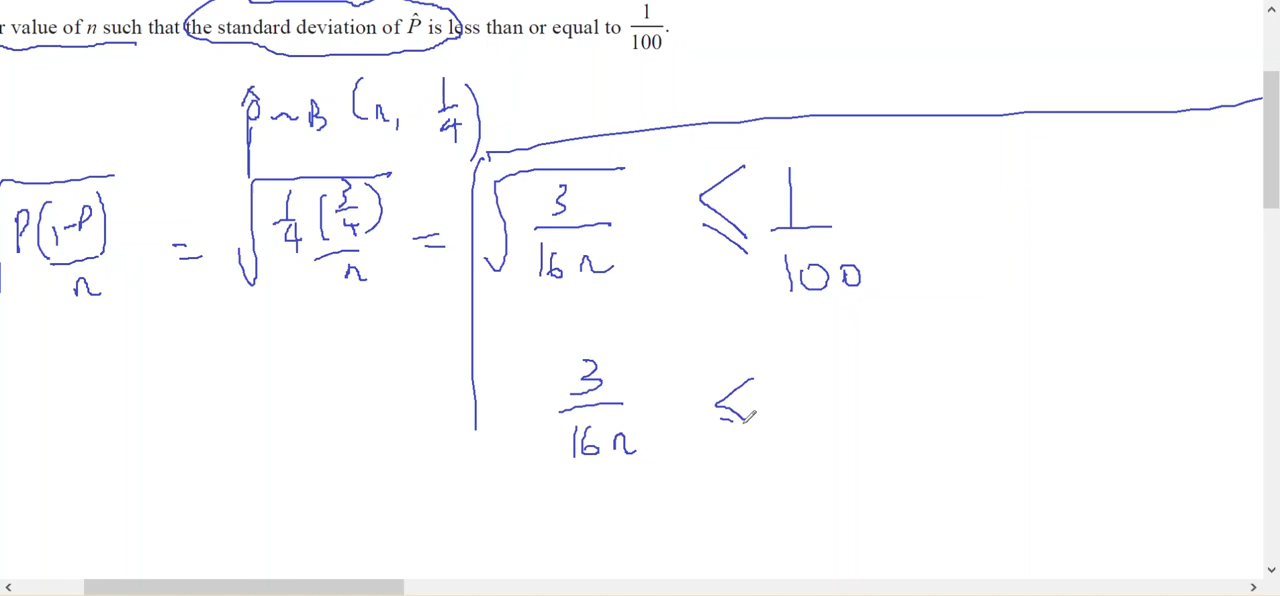 r value of n such that the standard deviation of P̂ is less than or equal to 1/100.
p̂ ~ B (n, 1/4)
√ P(1-P)/n = √ 1/4 (3/4)/n = √ 3/16n ≤ 1/100
3/16n ≤